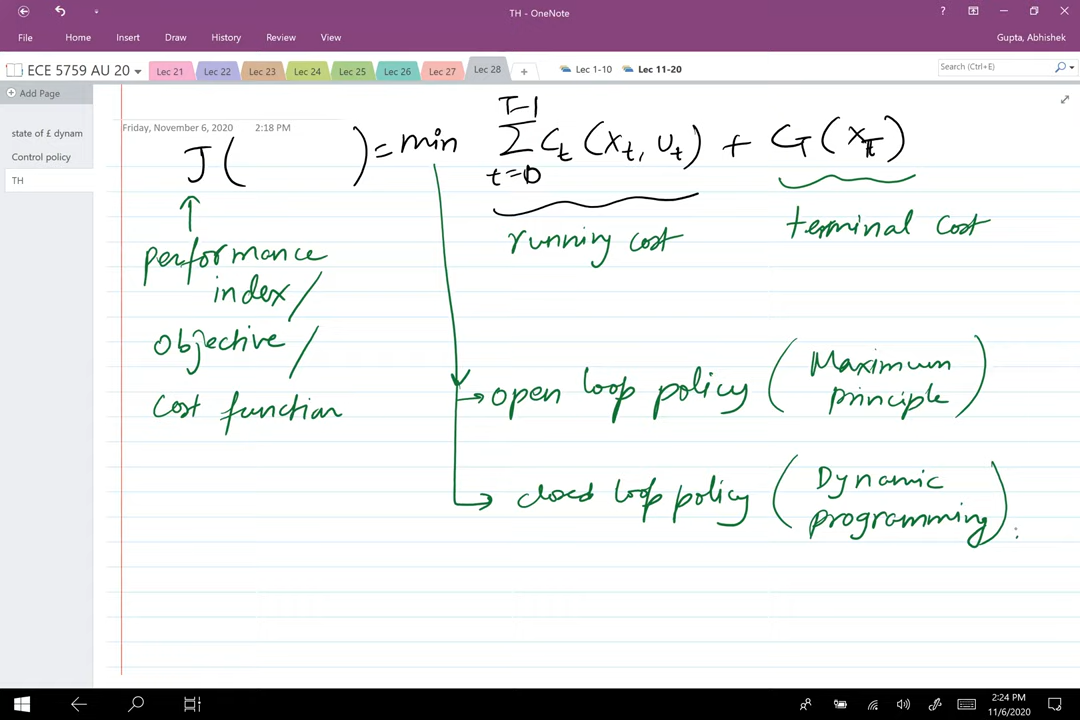 TH - OneNote
?
Gupta, Abhishek
File Home Insert Draw History Review View
ECE 5759 AU 20
Lec 21 Lec 22 Lec 23 Lec 24 Lec 25 Lec 26 Lec 27 Lec 28 +
Lec 1-10 Lec 11-20
Search (Ctrl+E)
Add Page
state of £ dynam
Control policy
TH
Friday, November 6, 2020 2:18 PM
J( ) = min ∑_{t=0}^{T-1} C_t (X_t, U_t) + G(X_T)
running cost
terminal cost
performance
index/
objective/
cost function
open loop policy (Maximum principle)
closed loop policy (Dynamic programming)
2:24 PM
11/6/2020